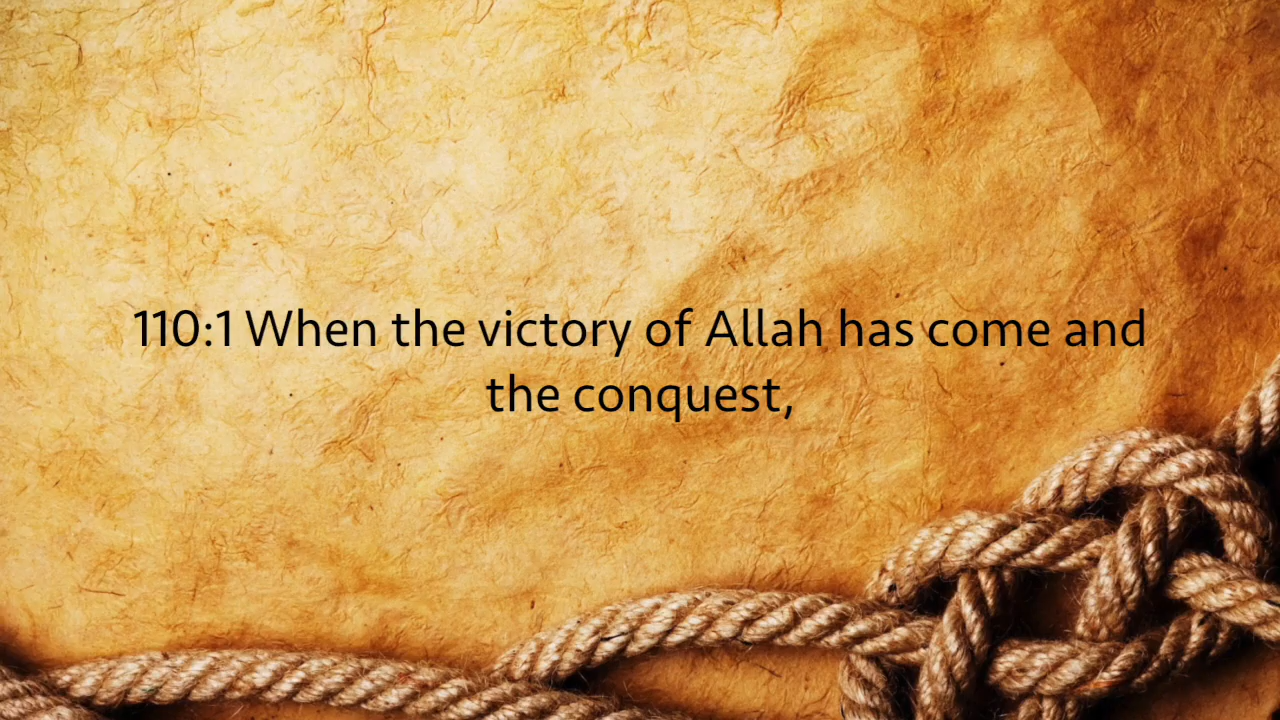 110:1 When the victory of Allah has come and
the conquest,